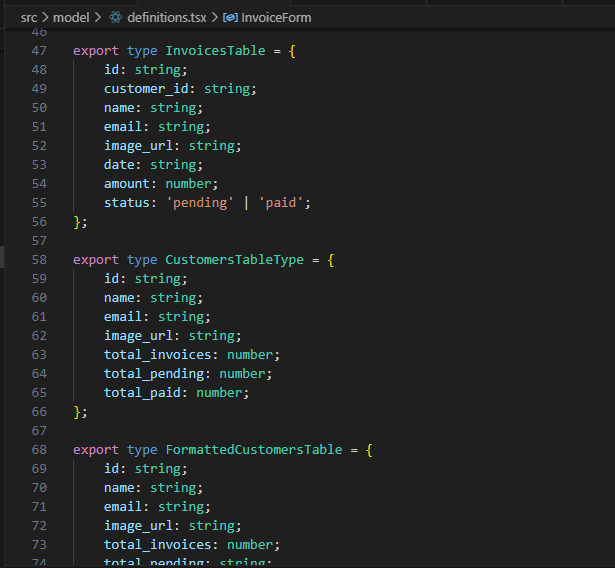 src > model > definitions.tsx > InvoiceForm
46
47 export type InvoicesTable = {
48 id: string;
49 customer_id: string;
50 name: string;
51 email: string;
52 image_url: string;
53 date: string;
54 amount: number;
55 status: 'pending' | 'paid';
56 };
57
58 export type CustomersTableType = {
59 id: string;
60 name: string;
61 email: string;
62 image_url: string;
63 total_invoices: number;
64 total_pending: number;
65 total_paid: number;
66 };
67
68 export type FormattedCustomersTable = {
69 id: string;
70 name: string;
71 email: string;
72 image_url: string;
73 total_invoices: number;
74 total_pending: string;